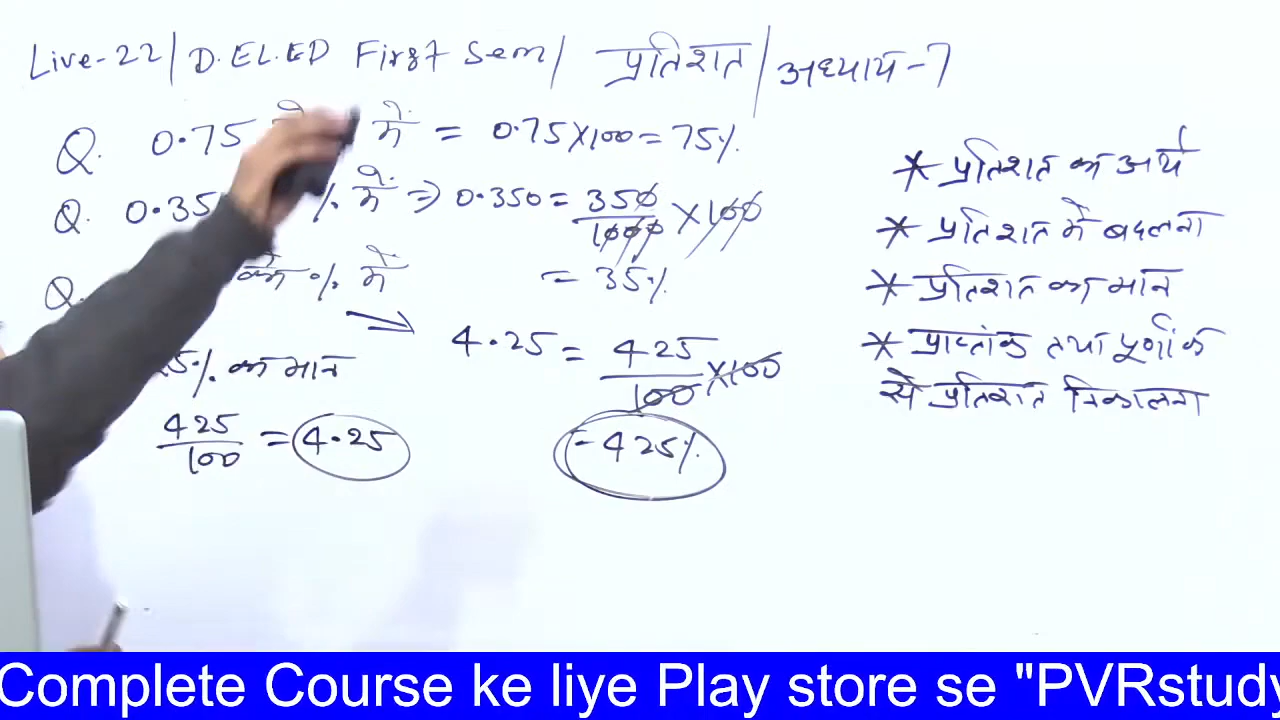 Live-22 / D.EL.ED First Sem / प्रतिशत / अध्याय-7
Q. 0.75 में = 0.75×100 = 75%
Q. 0.35 % में ⇒ 0.350 = 350/1000 × 100
= 35%
Q. को % में
→ 4.25 = 425/100 × 100
= 425%
5% का मान
425/100 = 4.25
* प्रतिशत का अर्थ
* प्रतिशत में बदलना
* प्रतिशत का मान
* प्राप्तांक तथा पूर्णांक
से प्रतिशत निकालना
Complete Course ke liye Play store se "PVRstudy